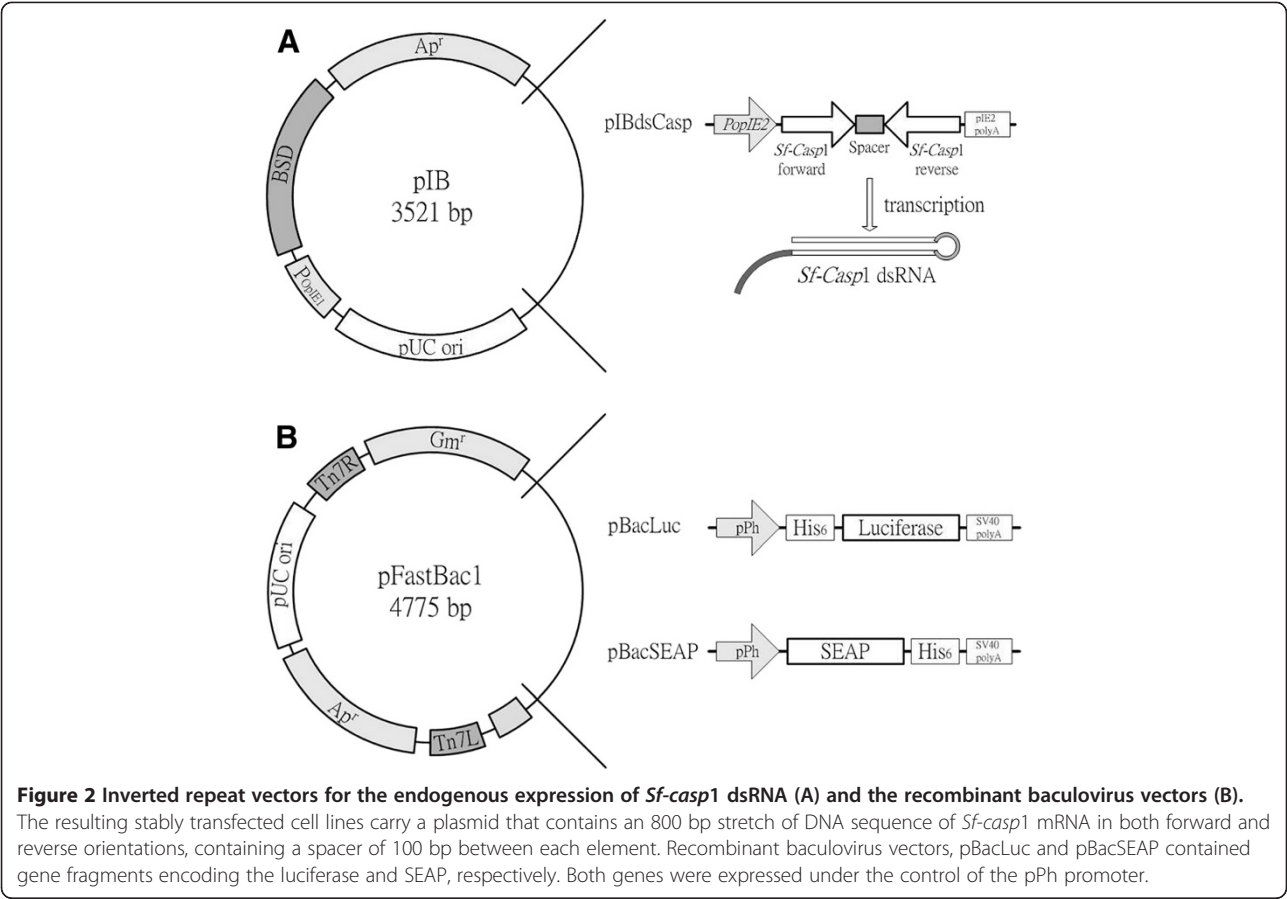 A
Apʳ
BSD
pIB
3521 bp
POpIE1
pUC ori
pIBdsCasp
PopIE2
Sf-Casp1
forward
Spacer
Sf-Casp1
reverse
pIE2
polyA
transcription
Sf-Casp1 dsRNA
B
Gmʳ
Tn7R
pUC ori
pFastBac1
4775 bp
Apʳ
Tn7L
pBacLuc
pPh
His₆
Luciferase
SV40
polyA
pBacSEAP
pPh
SEAP
His₆
SV40
polyA
Figure 2 Inverted repeat vectors for the endogenous expression of Sf-casp1 dsRNA (A) and the recombinant baculovirus vectors (B).
The resulting stably transfected cell lines carry a plasmid that contains an 800 bp stretch of DNA sequence of Sf-casp1 mRNA in both forward and
reverse orientations, containing a spacer of 100 bp between each element. Recombinant baculovirus vectors, pBacLuc and pBacSEAP contained
gene fragments encoding the luciferase and SEAP, respectively. Both genes were expressed under the control of the pPh promoter.